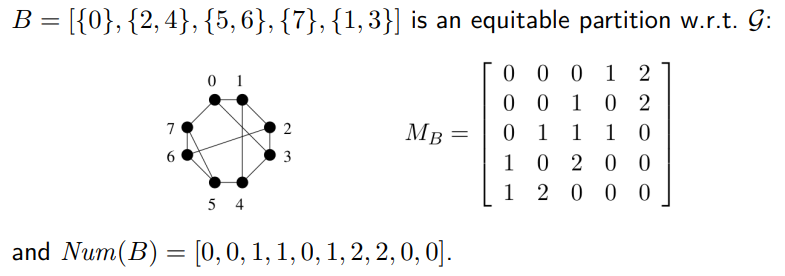 B = [{0}, {2, 4}, {5, 6}, {7}, {1, 3}] is an equitable partition w.r.t. 𝒢:
0 1
7 2
6 3
5 4
M_B =
0 0 0 1 2
0 0 1 0 2
0 1 1 1 0
1 0 2 0 0
1 2 0 0 0
and Num(B) = [0, 0, 1, 1, 0, 1, 2, 2, 0, 0].